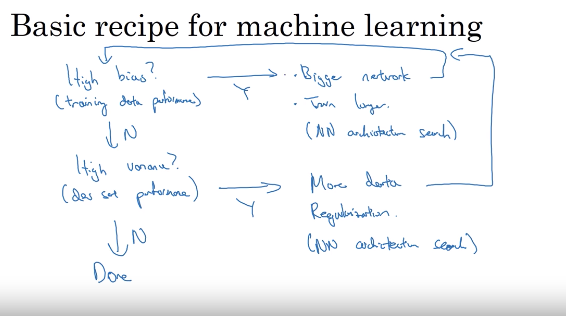 Basic recipe for machine learning
High bias?
(training data performance)
Y
Bigger network
Train longer.
(NN architecture search)
N
High variance?
(dev set performance)
Y
More data
Regularization.
(NN architecture search)
N
Done